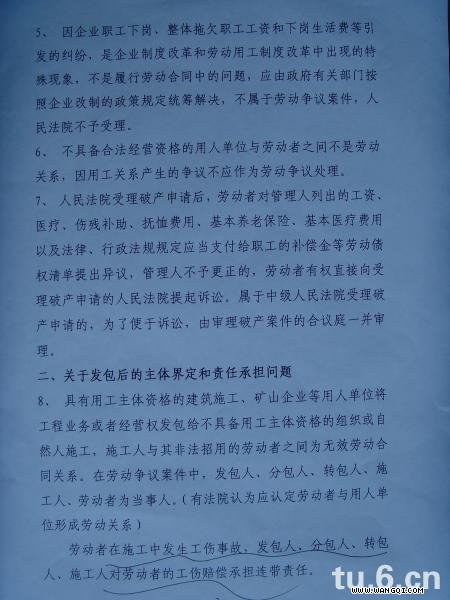 5、 因企业职工下岗、整体拖欠职工工资和下岗生活费等引
发的纠纷，是企业制度改革和劳动用工制度改革中出现的特
殊现象，不是履行劳动合同中的问题，应由政府有关部门按
照企业改制的政策规定统筹解决，不属于劳动争议案件，人
民法院不予受理。
6、 不具备合法经营资格的用人单位与劳动者之间不是劳动
关系，因用工关系产生的争议不应作为劳动争议处理。
7、 人民法院受理破产申请后，劳动者对管理人列出的工资、
医疗、伤残补助、抚恤费用、基本养老保险、基本医疗费用
以及法律、行政法规规定应当支付给职工的补偿金等劳动债
权清单提出异议，管理人不予更正的，劳动者有权直接向受
理破产申请的人民法院提起诉讼。属于中级人民法院受理破
产申请的，为了便于诉讼，由审理破产案件的合议庭一并审
理。
二、关于发包后的主体界定和责任承担问题
8、 具有用工主体资格的建筑施工、矿山企业等用人单位将
工程业务或者经营权发包给不具备用工主体资格的组织或自
然人施工，施工人与其非法招用的劳动者之间为无效劳动合
同关系。在劳动争议案件中，发包人、分包人、转包人、施
工人、劳动者为当事人。（有法院认为应认定劳动者与用人单
位形成劳动关系）
劳动者在施工中发生工伤事故，发包人，分包人、转包
人、施工人对劳动者的工伤赔偿承担连带责任。
tu.6.cn
www.wangqi.com